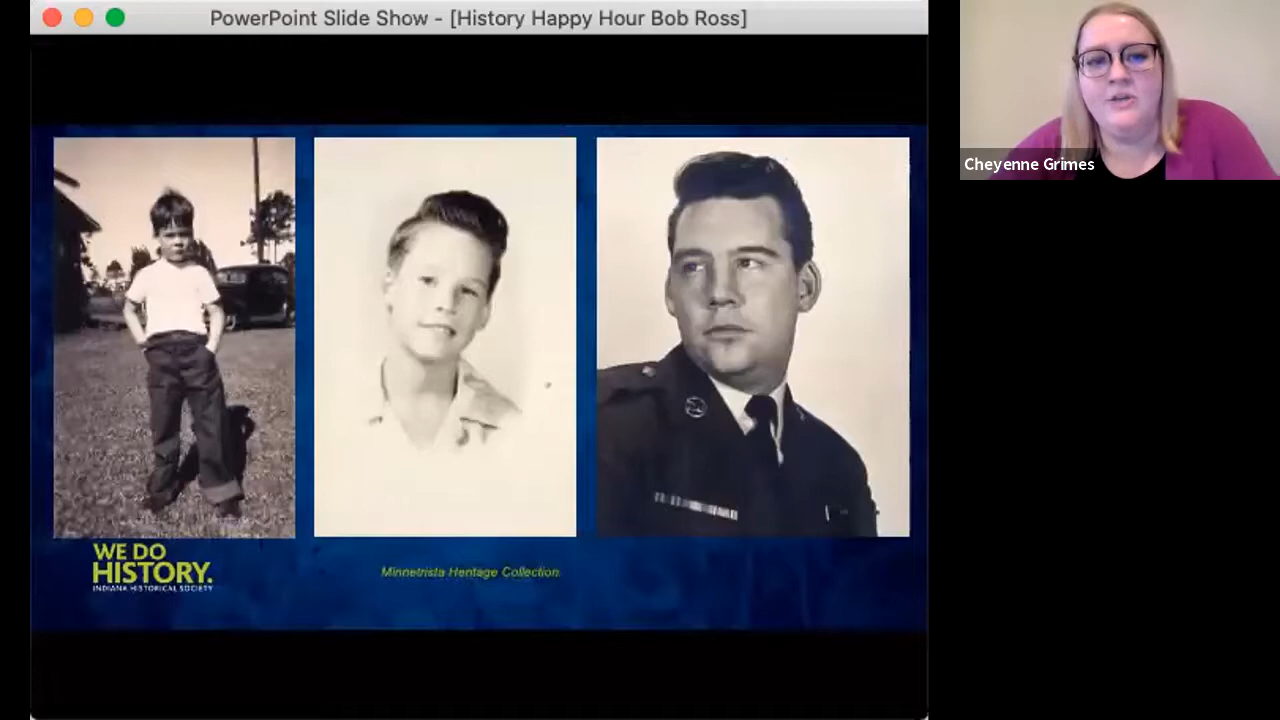 PowerPoint Slide Show - [History Happy Hour Bob Ross]
Cheyenne Grimes
WE DO
HISTORY.
INDIANA HISTORICAL SOCIETY
Minnetrista Heritage Collection